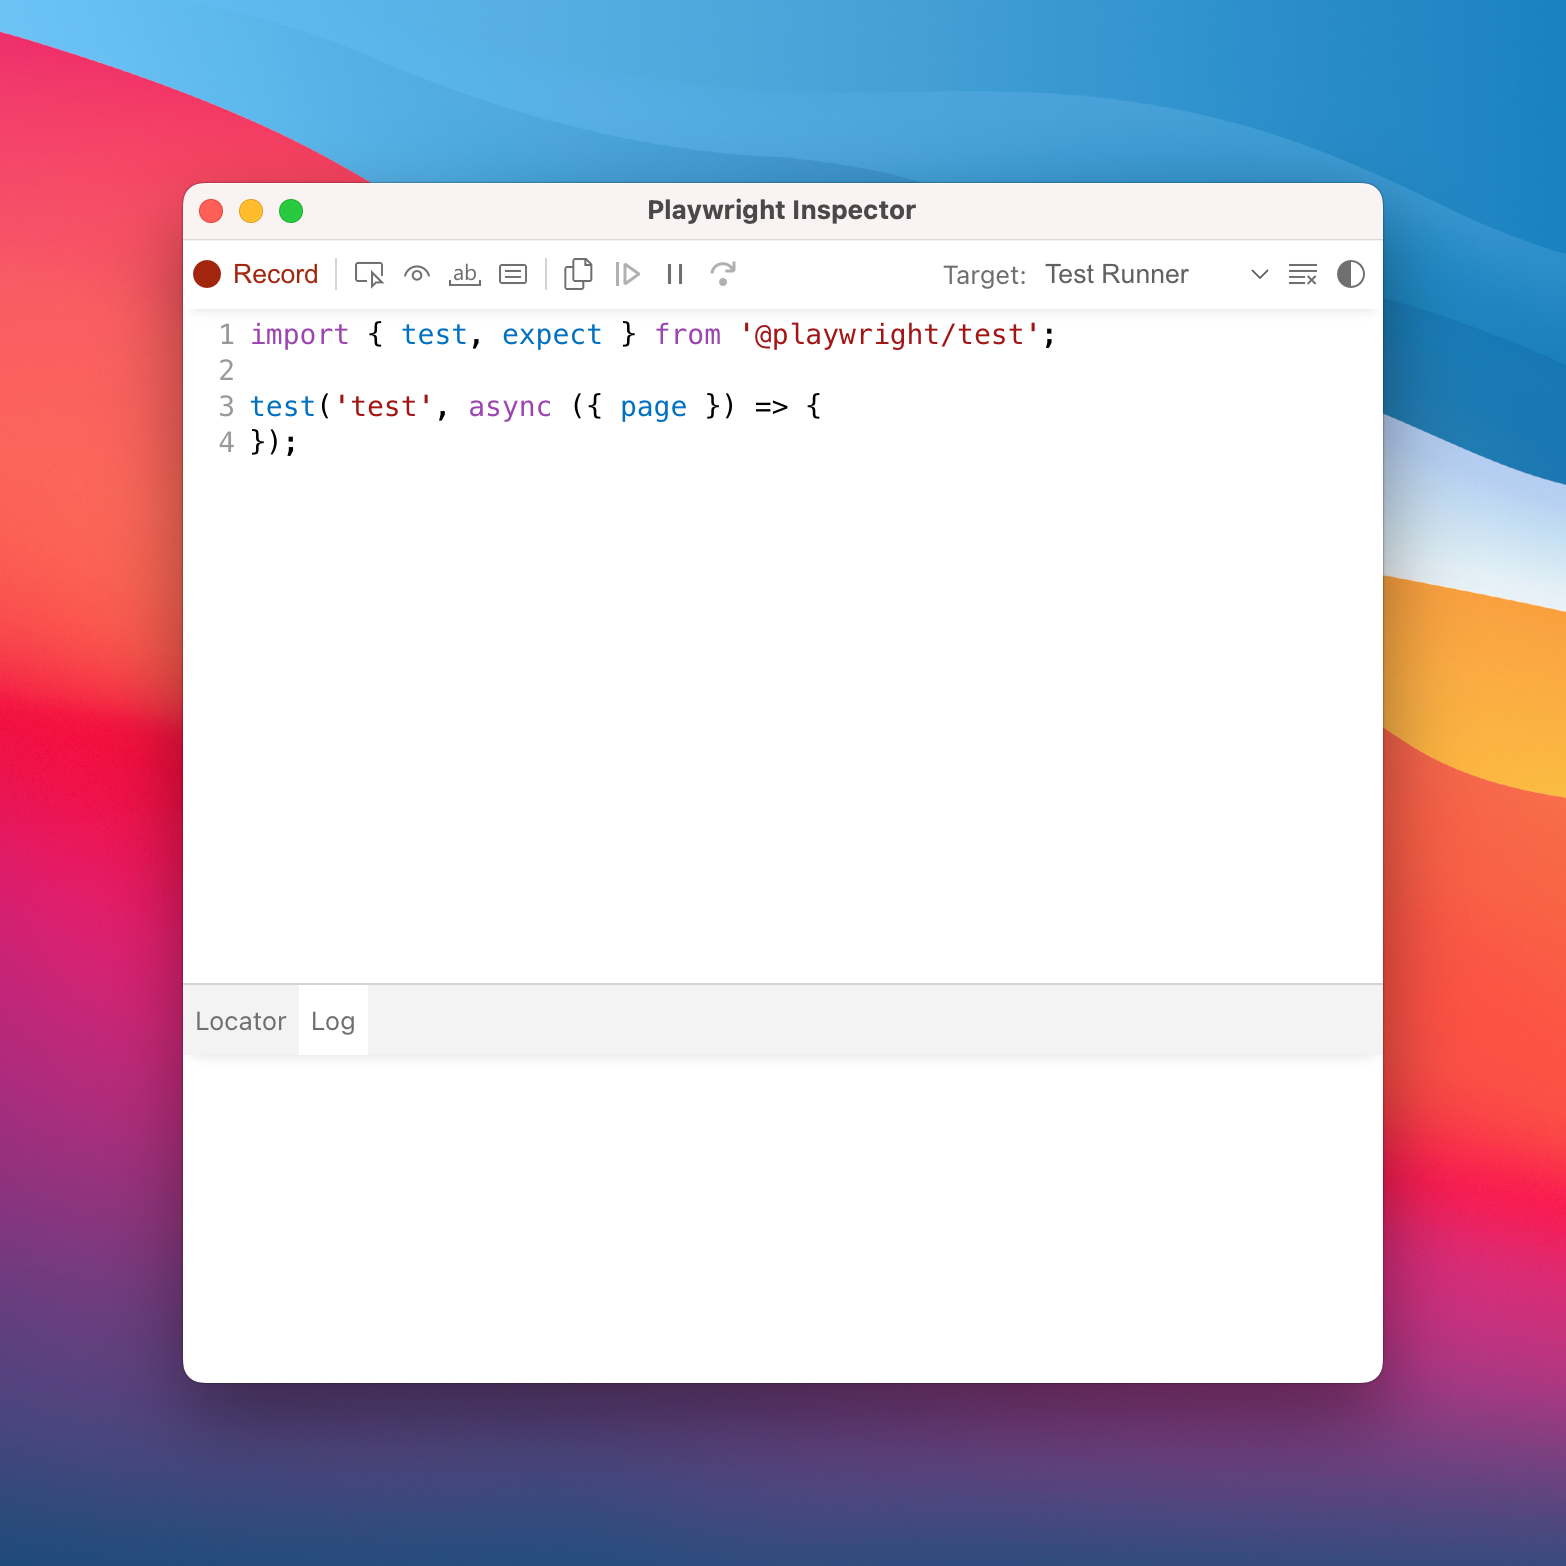 Playwright Inspector
Record ab Target: Test Runner
1 import { test, expect } from '@playwright/test';
2
3 test('test', async ({ page }) => {
4 });
Locator Log